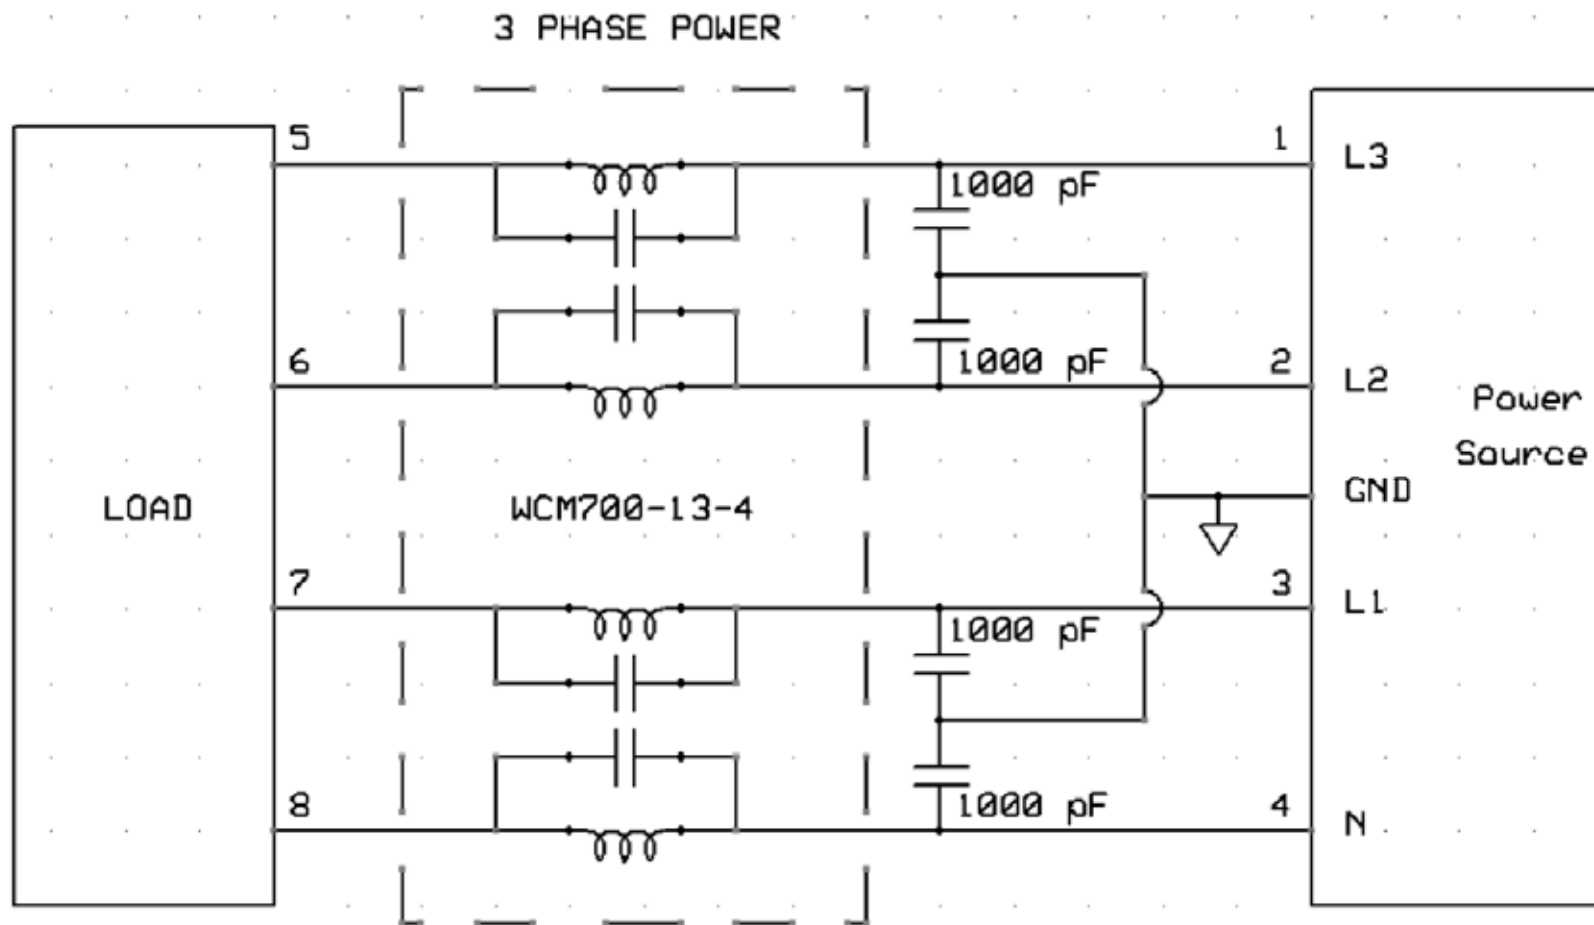 3 PHASE POWER
5
1
L3
1000 pF
6
1000 pF
2
L2
Power
Source
LOAD
WCM700-13-4
GND
7
3
L1
1000 pF
8
1000 pF
4
N